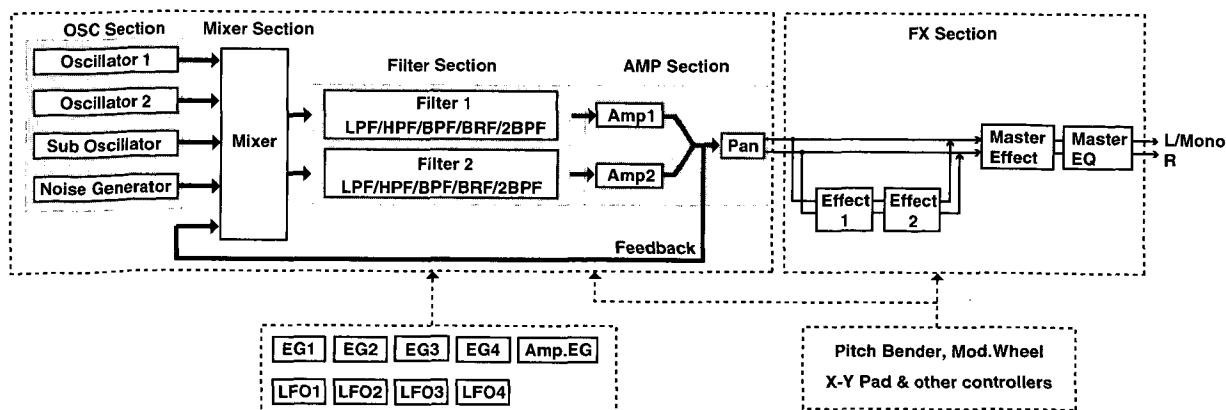 OSC Section
Mixer Section
FX Section
Oscillator 1
Oscillator 2
Sub Oscillator
Noise Generator
Mixer
Filter Section
Filter 1
LPF/HPF/BPF/BRF/2BPF
Filter 2
LPF/HPF/BPF/BRF/2BPF
AMP Section
Amp1
Amp2
Pan
Feedback
Effect
1
Effect
2
Master
Effect
Master
EQ
L/Mono
R
EG1 EG2 EG3 EG4 Amp.EG
LFO1 LFO2 LFO3 LFO4
Pitch Bender, Mod.Wheel
X-Y Pad & other controllers